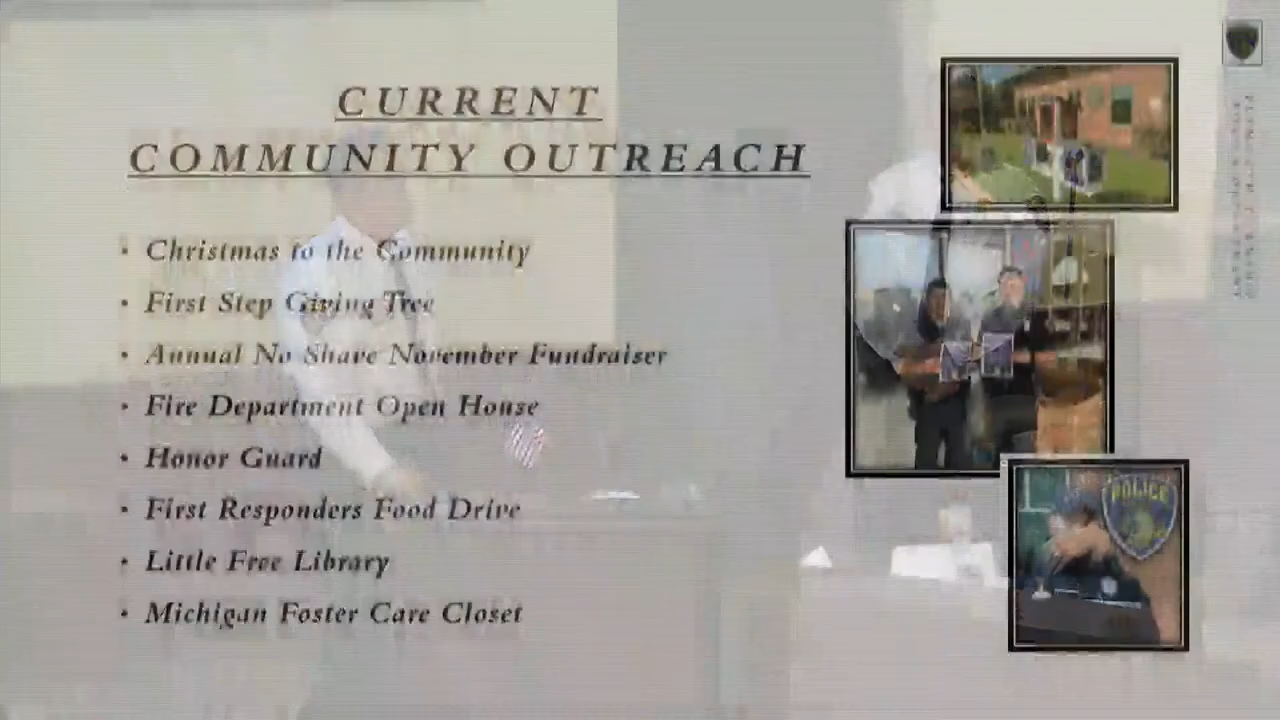 CURRENT
COMMUNITY OUTREACH
• Christmas to the Community
• First Step Giving Tree
• Annual No Shave November Fundraiser
• Fire Department Open House
• Honor Guard
• First Responders Food Drive
• Little Free Library
• Michigan Foster Care Closet
POLICE